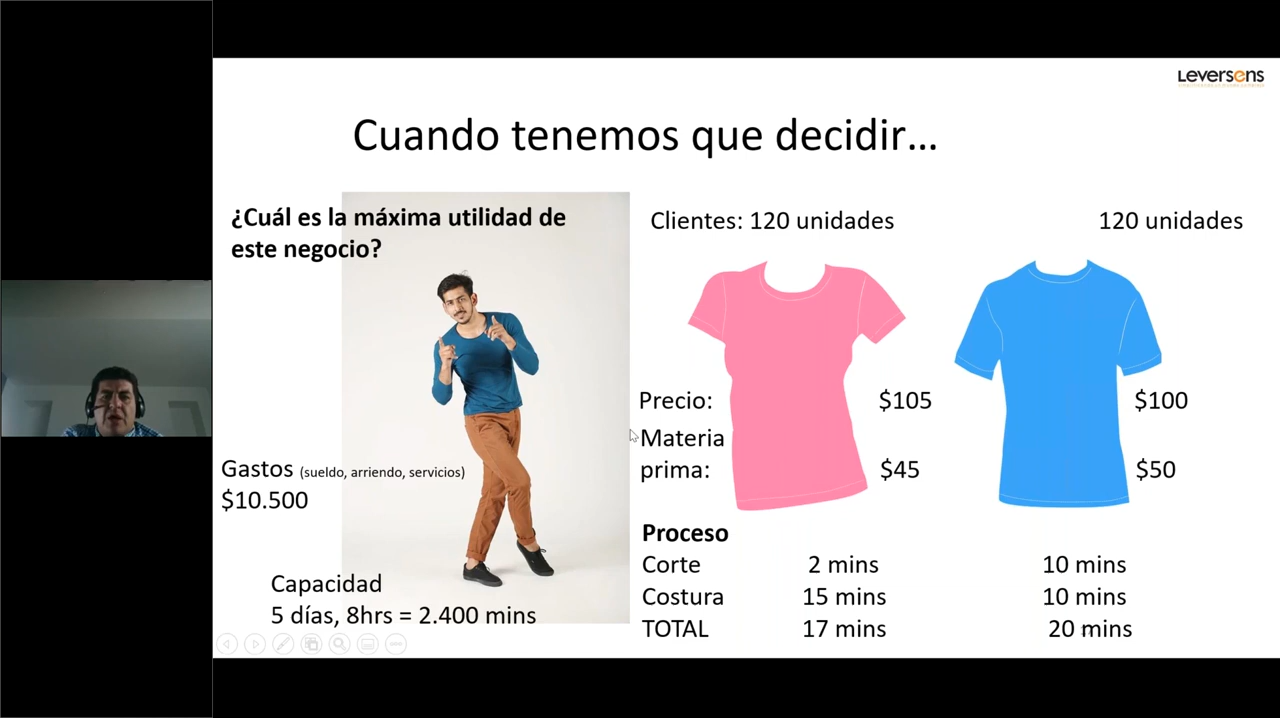 Leversens
Cuando tenemos que decidir...
¿Cuál es la máxima utilidad de
este negocio?
Clientes: 120 unidades
120 unidades
Precio:
$105
$100
Materia
prima:
$45
$50
Gastos (sueldo, arriendo, servicios)
$10.500
Proceso
Corte
2 mins
10 mins
Capacidad
Costura
15 mins
10 mins
5 días, 8hrs = 2.400 mins
TOTAL
17 mins
20 mins